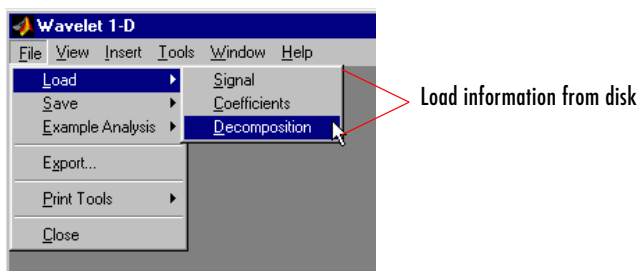 Wavelet 1-D
File View Insert Tools Window Help
Load
Save
Example Analysis
Export...
Print Tools
Close
Signal
Coefficients
Decomposition
Load information from disk